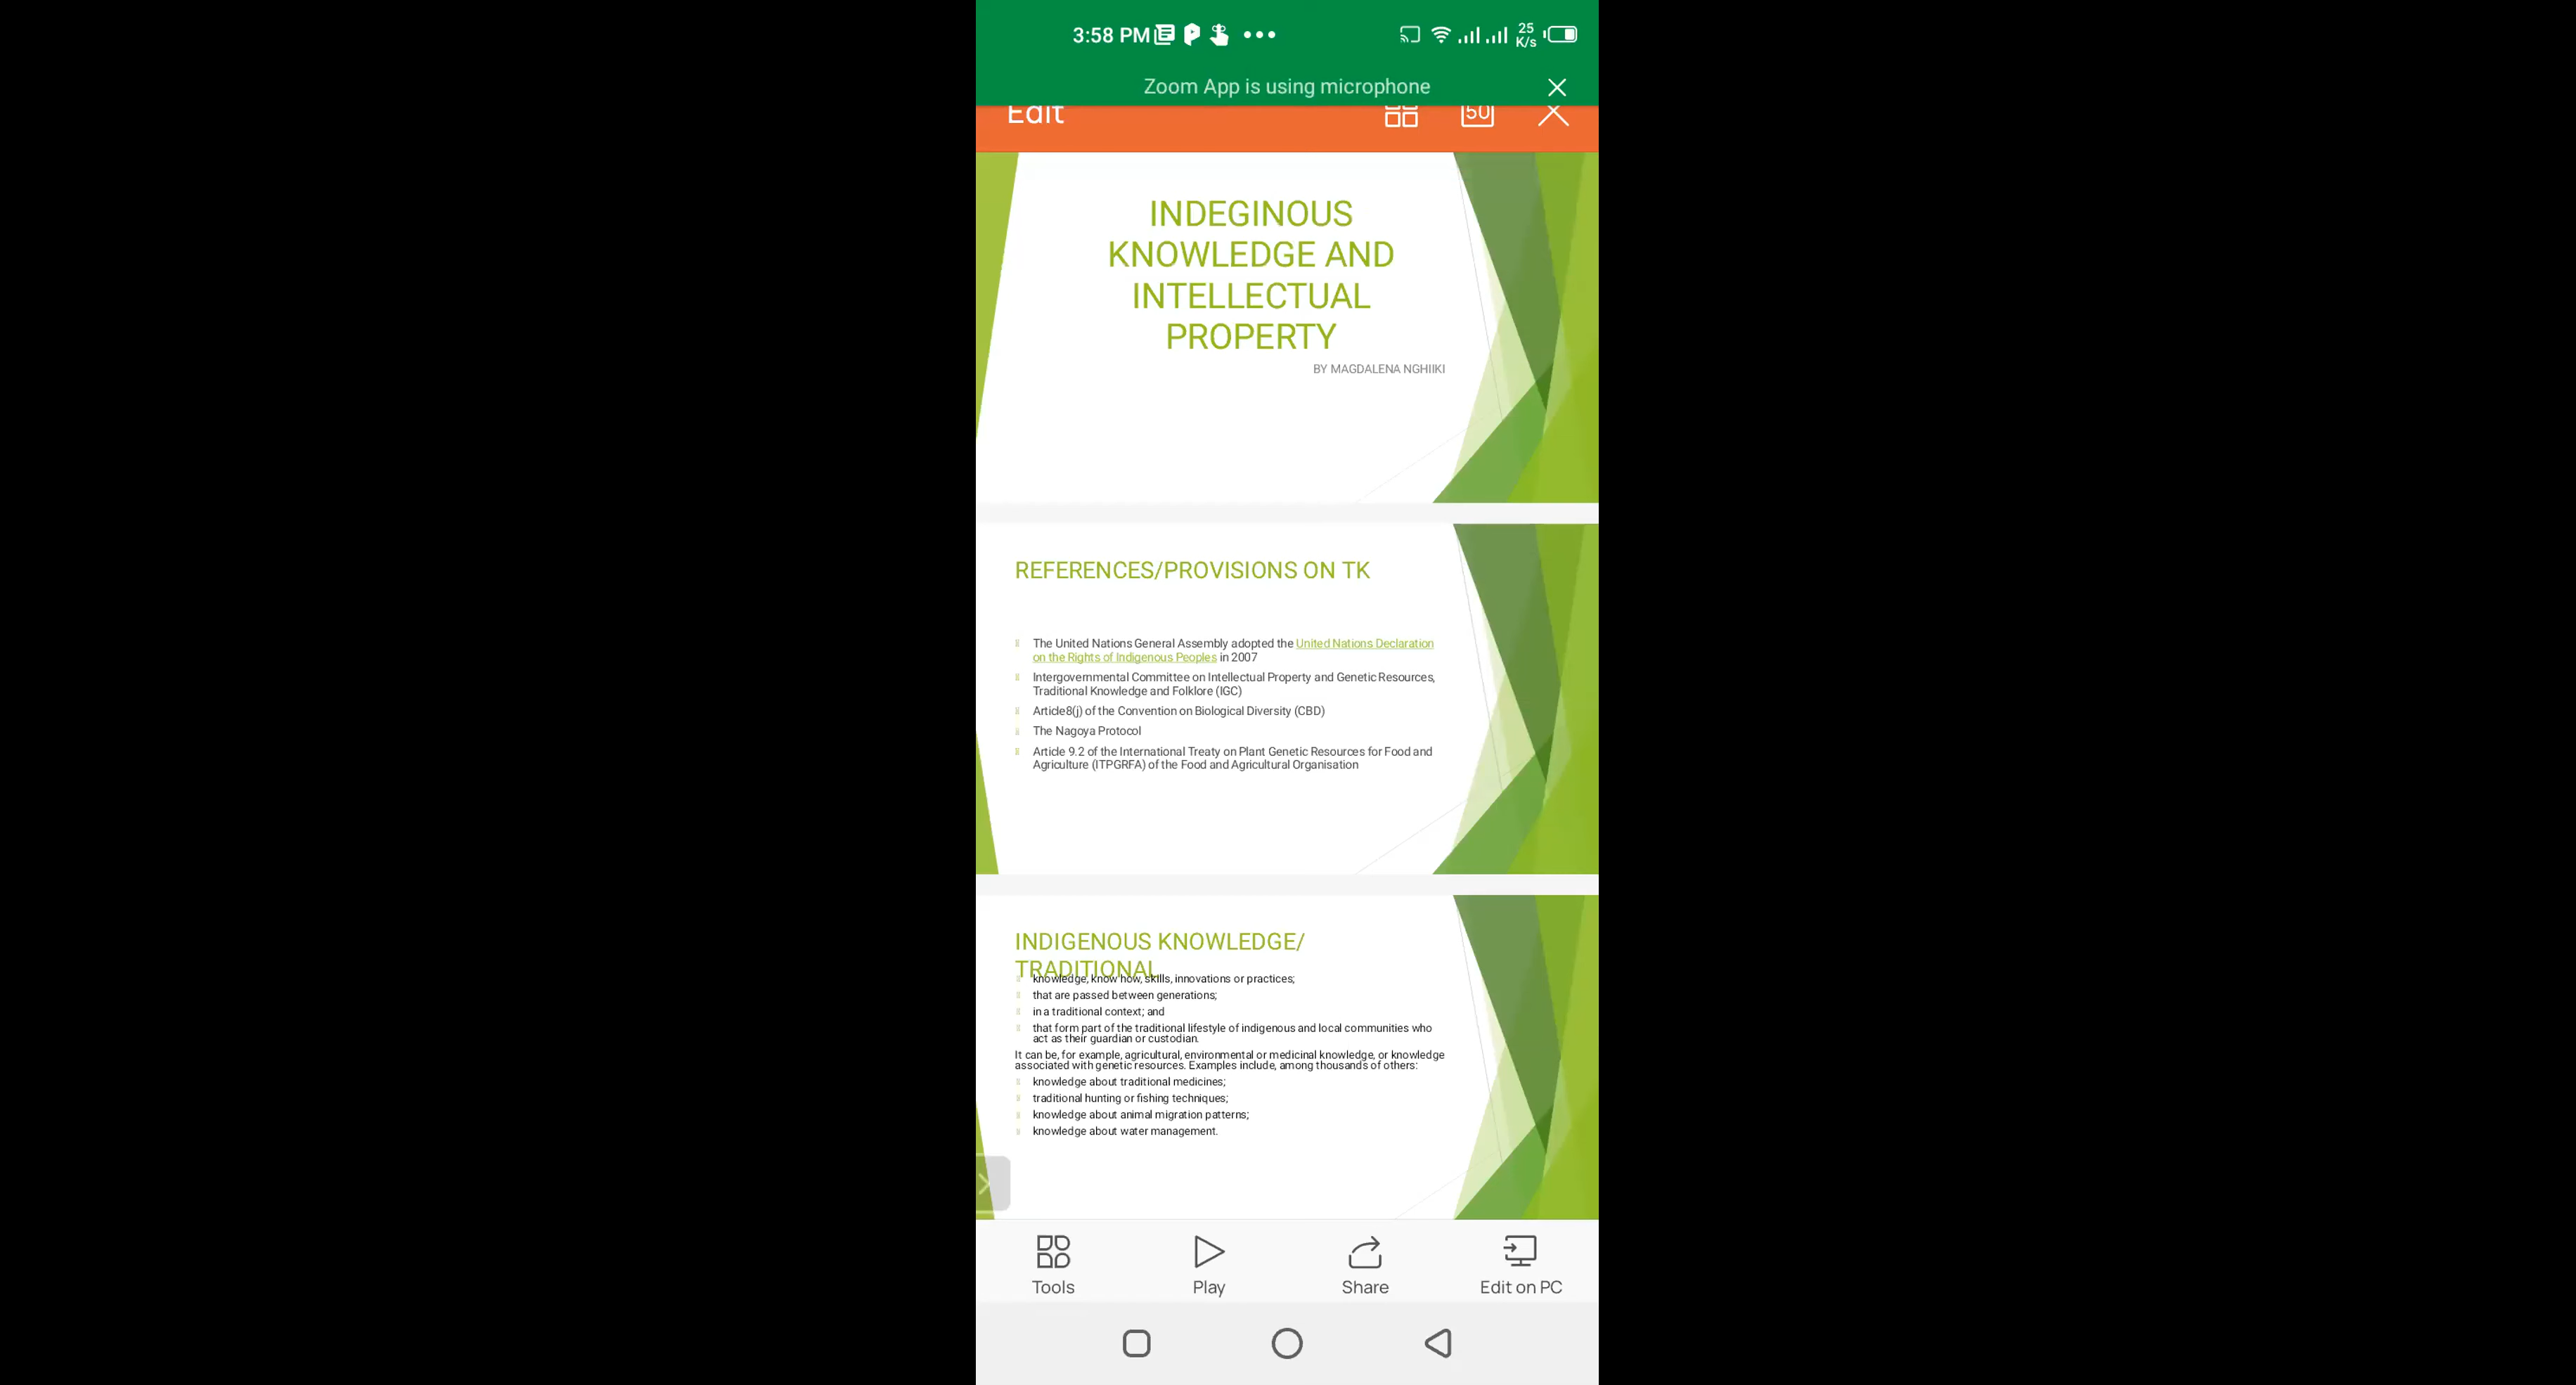 3:58 PM
25
K/s
Zoom App is using microphone
Edit
50
INDEGINOUS
KNOWLEDGE AND
INTELLECTUAL
PROPERTY
BY MAGDALENA NGHIIKI
REFERENCES/PROVISIONS ON TK
The United Nations General Assembly adopted the United Nations Declaration
on the Rights of Indigenous Peoples in 2007
Intergovernmental Committee on Intellectual Property and Genetic Resources,
Traditional Knowledge and Folklore (IGC)
Article8(j) of the Convention on Biological Diversity (CBD)
The Nagoya Protocol
Article 9.2 of the International Treaty on Plant Genetic Resources for Food and
Agriculture (ITPGRFA) of the Food and Agricultural Organisation
INDIGENOUS KNOWLEDGE/
TRADITIONAL
knowledge, know how, skills, innovations or practices;
that are passed between generations;
in a traditional context; and
that form part of the traditional lifestyle of indigenous and local communities who
act as their guardian or custodian.
It can be, for example, agricultural, environmental or medicinal knowledge, or knowledge
associated with genetic resources. Examples include, among thousands of others:
knowledge about traditional medicines;
traditional hunting or fishing techniques;
knowledge about animal migration patterns;
knowledge about water management.
Tools
Play
Share
Edit on PC